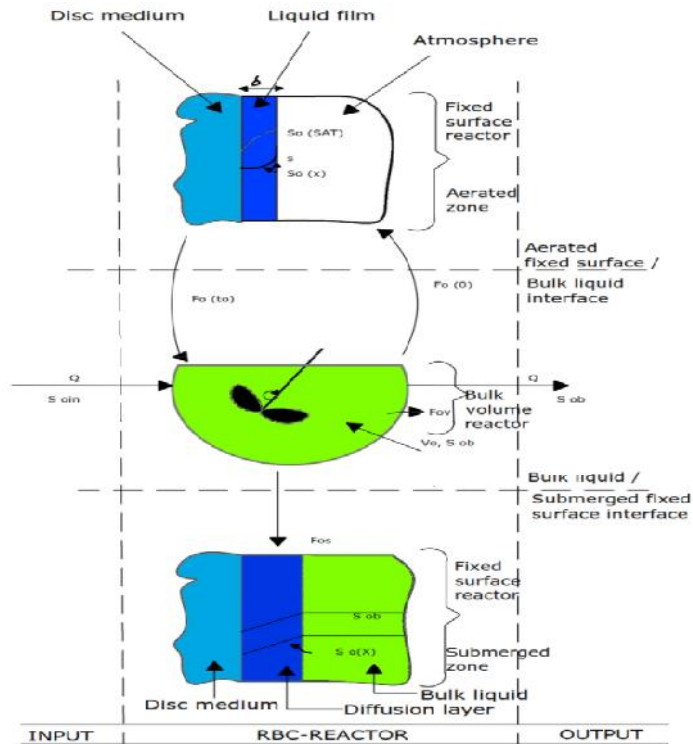 Disc medium
Liquid film
Atmosphere
δ
So (SAT)
s
So (x)
Fixed
surface
reactor
Aerated
zone
Aerated
fixed surface /
Bulk liquid
interface
Fo (to)
Fo (0)
Q
S oin
Q
S ob
Fov
Vo, S ob
Bulk
volume
reactor
Bulk liquid /
Submerged fixed
surface interface
Fos
Fixed
surface
reactor
S ob
S o(X)
Submerged
zone
Disc medium
Diffusion layer
Bulk liquid
INPUT
RBC-REACTOR
OUTPUT